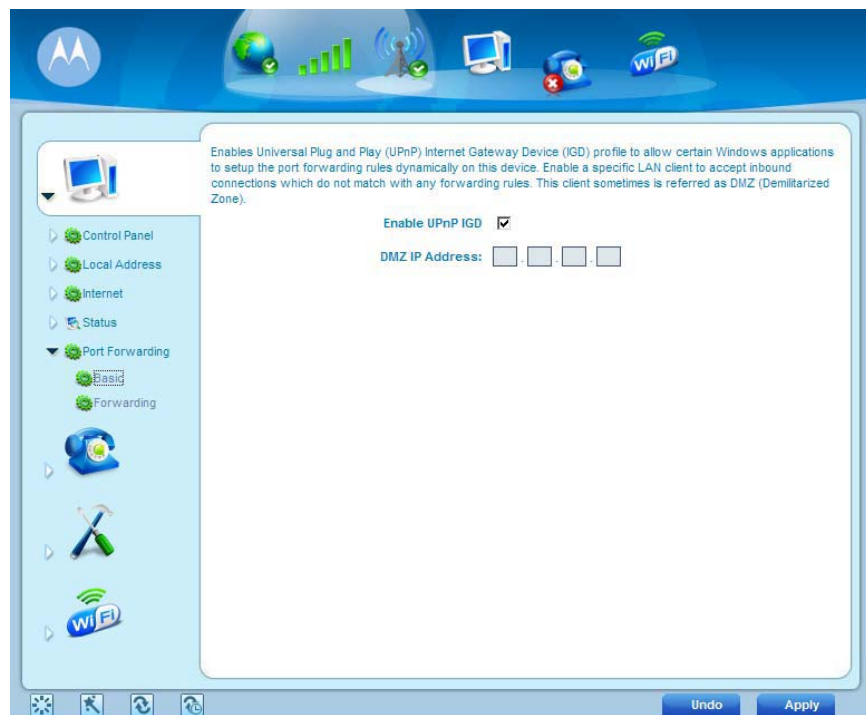 WiFi
Enables Universal Plug and Play (UPnP) Internet Gateway Device (IGD) profile to allow certain Windows applications
to setup the port forwarding rules dynamically on this device. Enable a specific LAN client to accept inbound
connections which do not match with any forwarding rules. This client sometimes is referred as DMZ (Demilitarized
Zone).
Enable UPnP IGD
DMZ IP Address: . . .
Control Panel
Local Address
Internet
Status
Port Forwarding
Basic
Forwarding
WiFi
Undo Apply